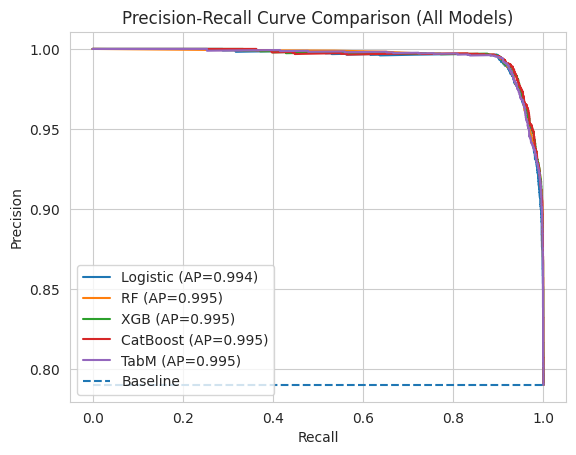 Precision-Recall Curve Comparison (All Models)
1.00
0.95
0.90
0.85
0.80
Precision
Logistic (AP=0.994)
RF (AP=0.995)
XGB (AP=0.995)
CatBoost (AP=0.995)
TabM (AP=0.995)
Baseline
0.0 0.2 0.4 0.6 0.8 1.0
Recall